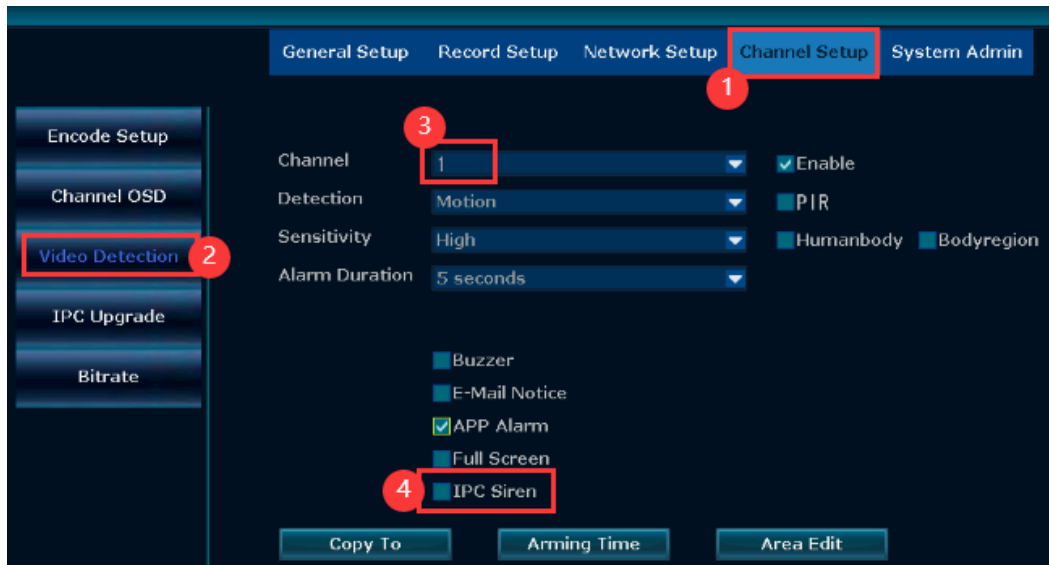 General Setup Record Setup Network Setup Channel Setup System Admin
1
Encode Setup
Channel OSD
Video Detection 2
IPC Upgrade
Bitrate
3
Channel 1 Enable
Detection Motion PIR
Sensitivity High Humanbody Bodyregion
Alarm Duration 5 seconds
Buzzer
E-Mail Notice
APP Alarm
Full Screen
4 IPC Siren
Copy To Arming Time Area Edit